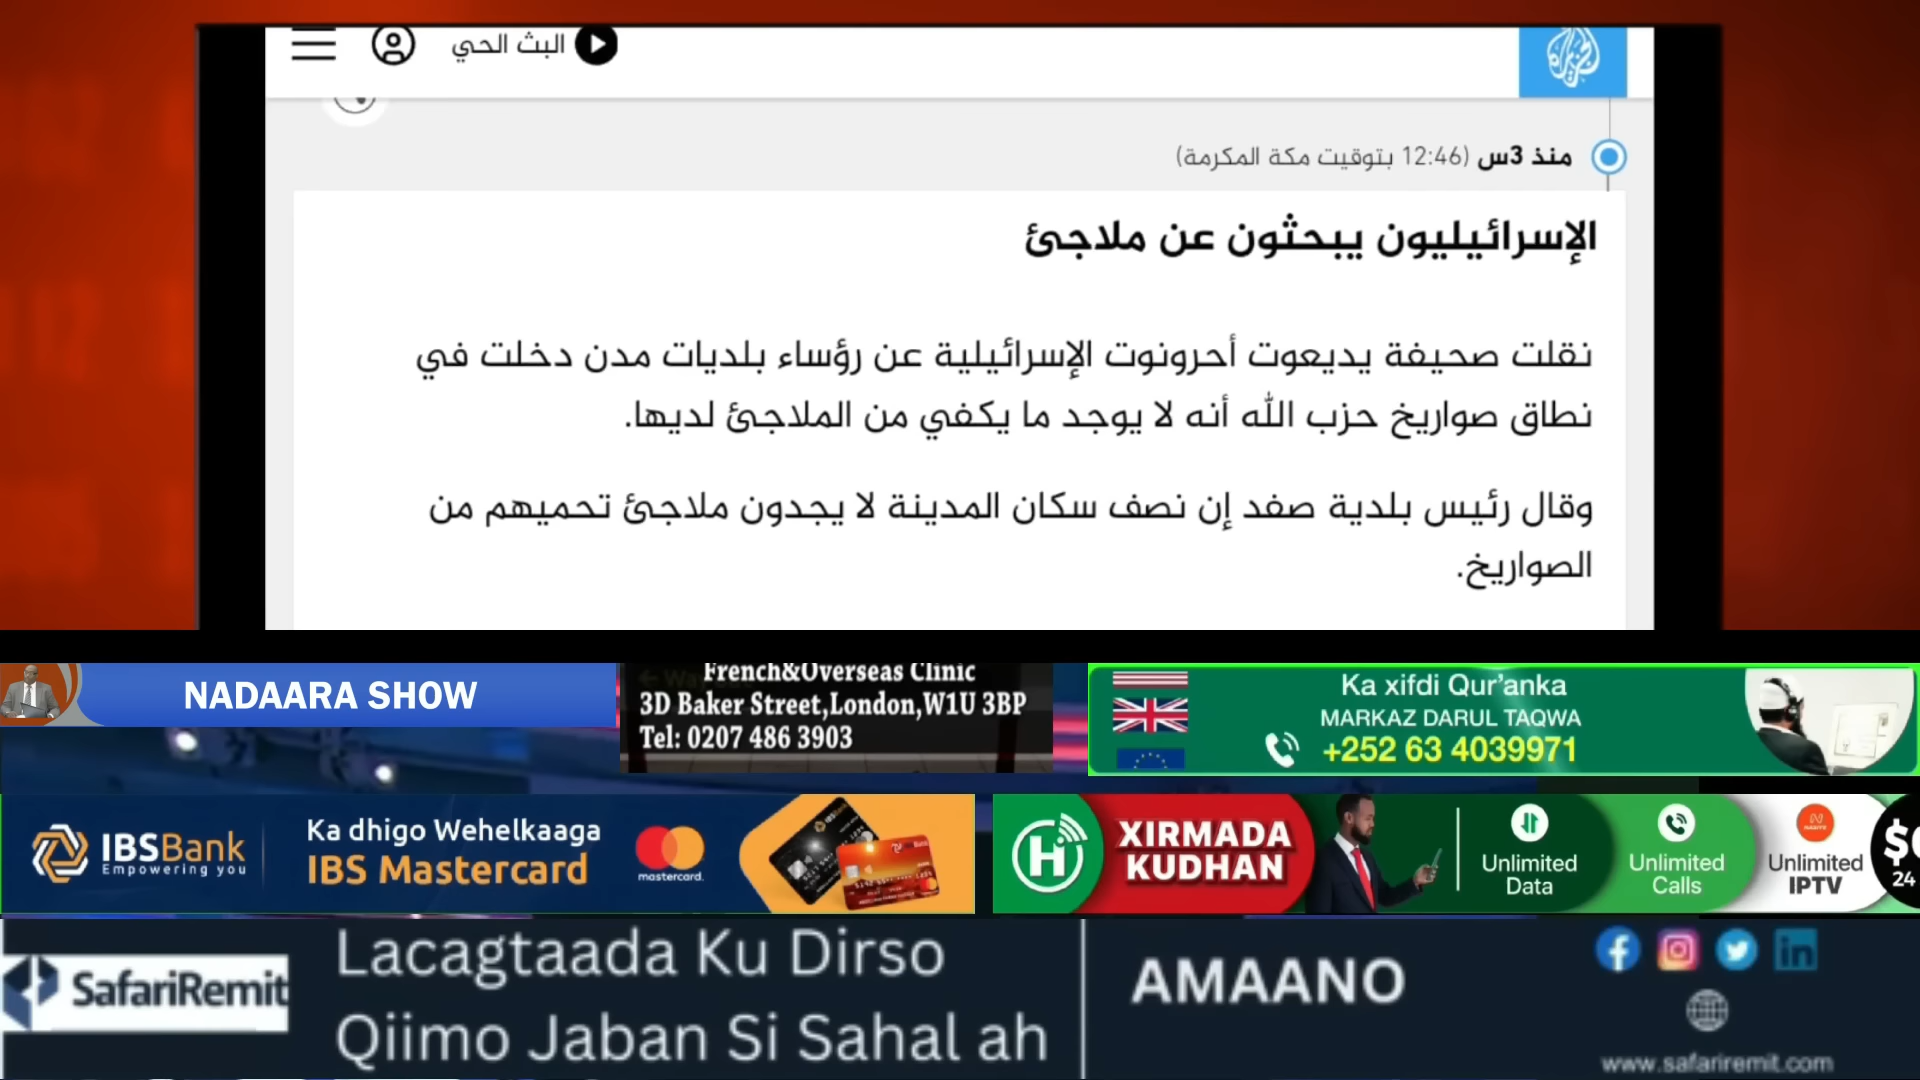 البث الحي
الجزيرة
منذ 3س (12:46 بتوقيت مكة المكرمة)
الإسرائيليون يبحثون عن ملاجئ
نقلت صحيفة يديعوت أحرونوت الإسرائيلية عن رؤساء بلديات مدن دخلت في
نطاق صواريخ حزب الله أنه لا يوجد ما يكفي من الملاجئ لديها.
وقال رئيس بلدية صفد إن نصف سكان المدينة لا يجدون ملاجئ تحميهم من
الصواريخ.
NADAARA SHOW
French&Overseas Clinic
3D Baker Street,London,W1U 3BP
Tel: 0207 486 3903
Ka xifdi Qur’anka
MARKAZ DARUL TAQWA
+252 63 4039971
IBSBank
Empowering you
Ka dhigo Wehelkaaga
IBS Mastercard
mastercard.
H
XIRMADA
KUDHAN
Unlimited
Data
Unlimited
Calls
Unlimited
IPTV
24
SafariRemit
Lacagtaada Ku Dirso
Qiimo Jaban Si Sahal ah
AMAANO
www.safariremit.com